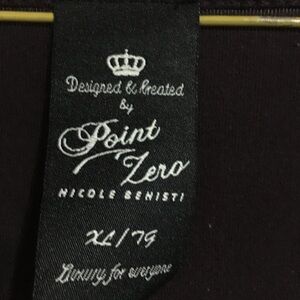 Designed & Created
By
Point
Zero
NICOLE BENISTI
XL / TG
Luxury for everyone